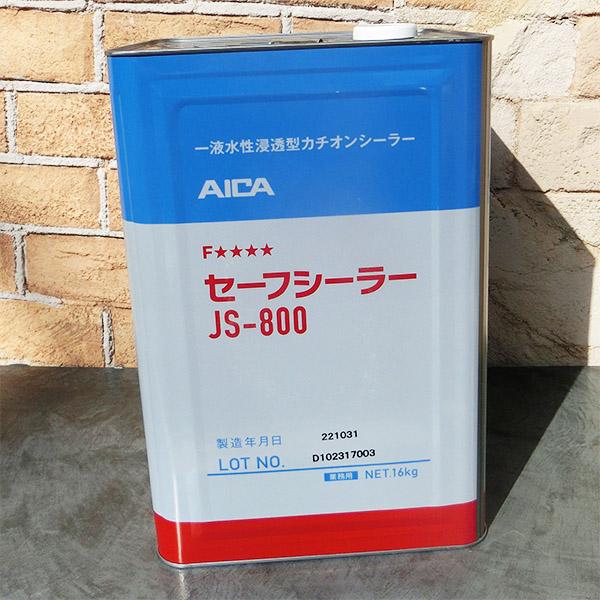 一液水性浸透型カチオンシーラー
AICA
F★★★★
セーフシーラー
JS-800
製造年月日 221031
LOT NO. D102317003
業務用 NET.16kg